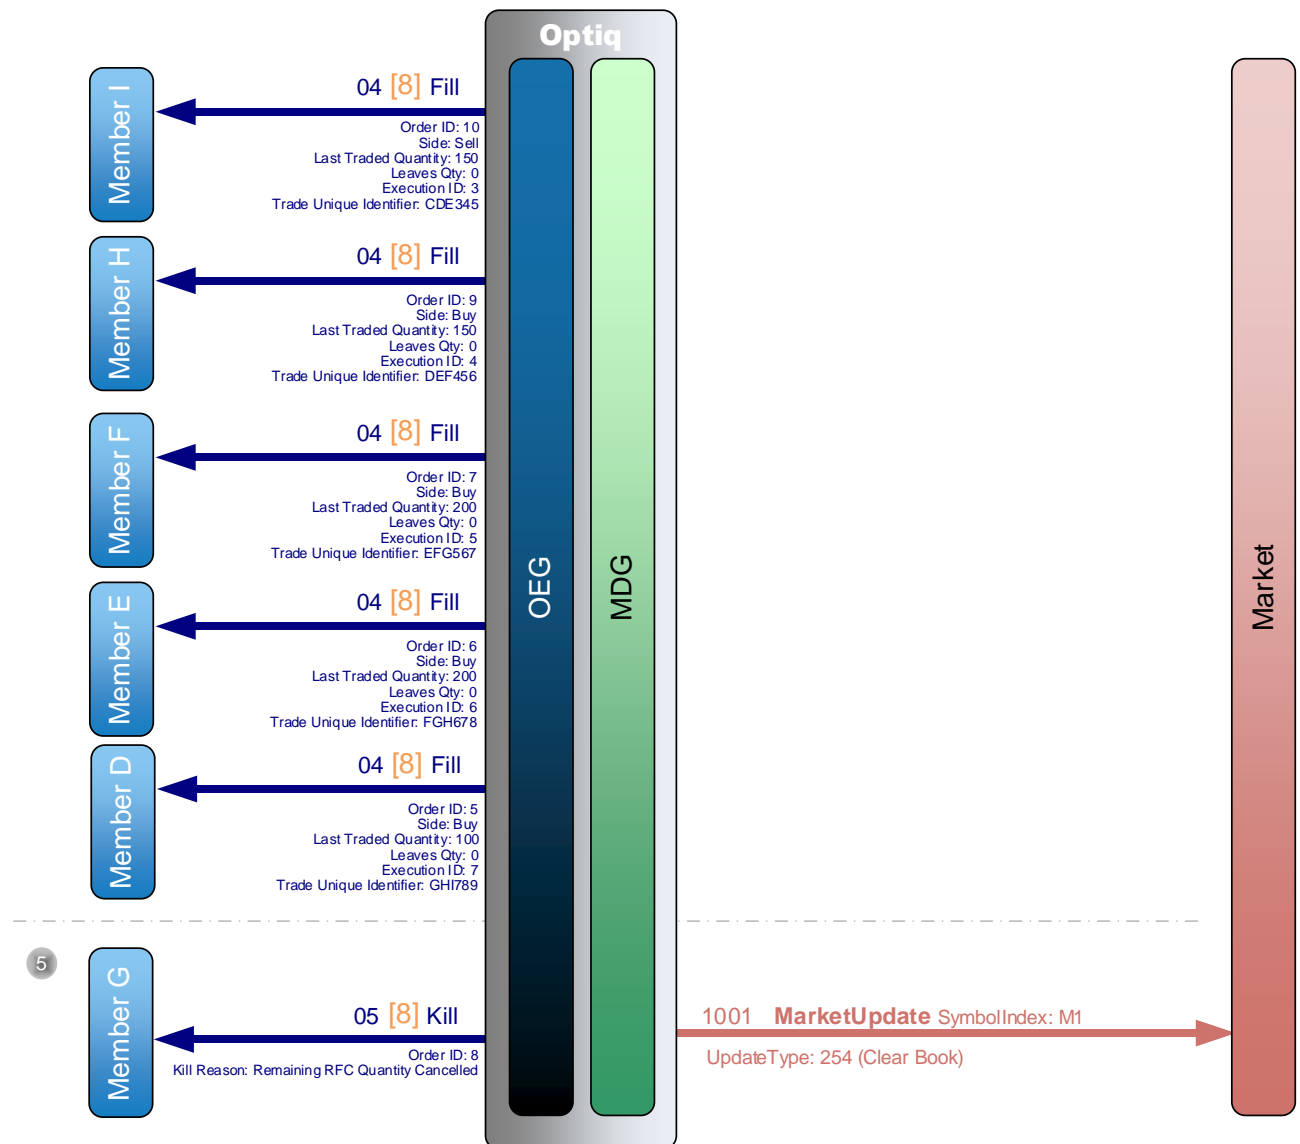 Optiq
Member I
04 [8] Fill
Order ID: 10
Side: Sell
Last Traded Quantity: 150
Leaves Qty: 0
Execution ID: 3
Trade Unique Identifier: CDE345
Member H
04 [8] Fill
Order ID: 9
Side: Buy
Last Traded Quantity: 150
Leaves Qty: 0
Execution ID: 4
Trade Unique Identifier: DEF456
Member F
04 [8] Fill
Order ID: 7
Side: Buy
Last Traded Quantity: 200
Leaves Qty: 0
Execution ID: 5
Trade Unique Identifier: EFG567
OEG
MDG
Market
Member E
04 [8] Fill
Order ID: 6
Side: Buy
Last Traded Quantity: 200
Leaves Qty: 0
Execution ID: 6
Trade Unique Identifier: FGH678
Member D
04 [8] Fill
Order ID: 5
Side: Buy
Last Traded Quantity: 100
Leaves Qty: 0
Execution ID: 7
Trade Unique Identifier: GHI789
5
Member G
05 [8] Kill
Order ID: 8
Kill Reason: Remaining RFC Quantity Cancelled
1001 MarketUpdate SymbolIndex: M1
UpdateType: 254 (Clear Book)